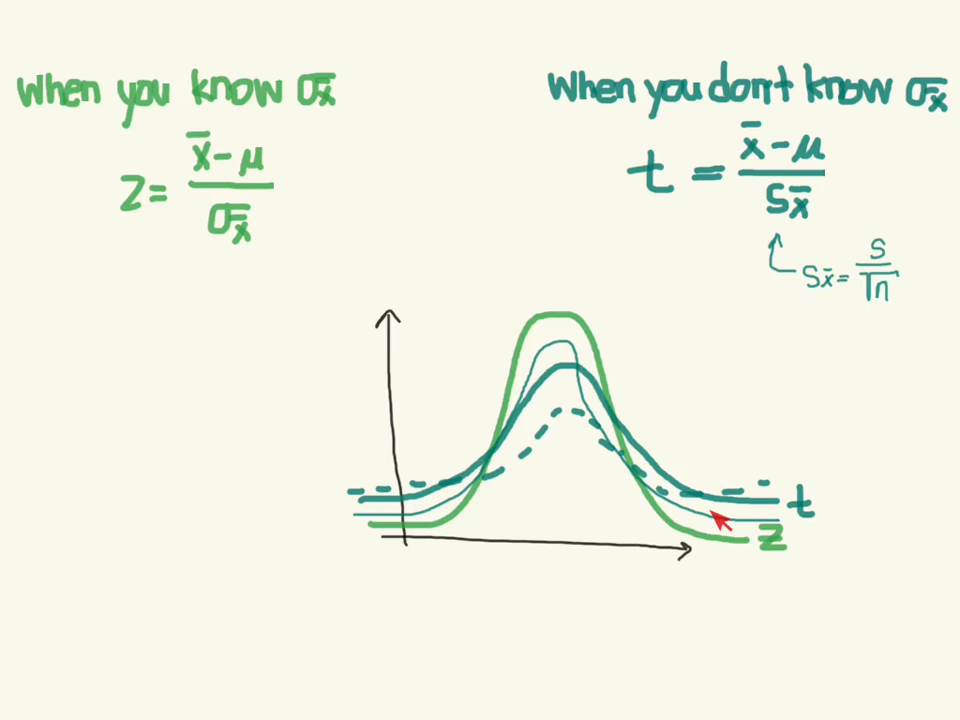 when you know σx̄
z = x̄ - μ / σx̄
when you don't know σx̄
t = x̄ - μ / sx̄
sx̄ = s / √n
t
z